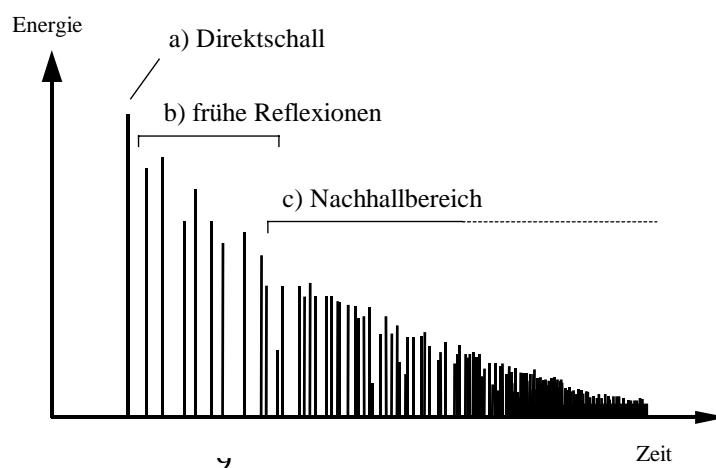 Energie
a) Direktschall
b) frühe Reflexionen
c) Nachhallbereich
Zeit